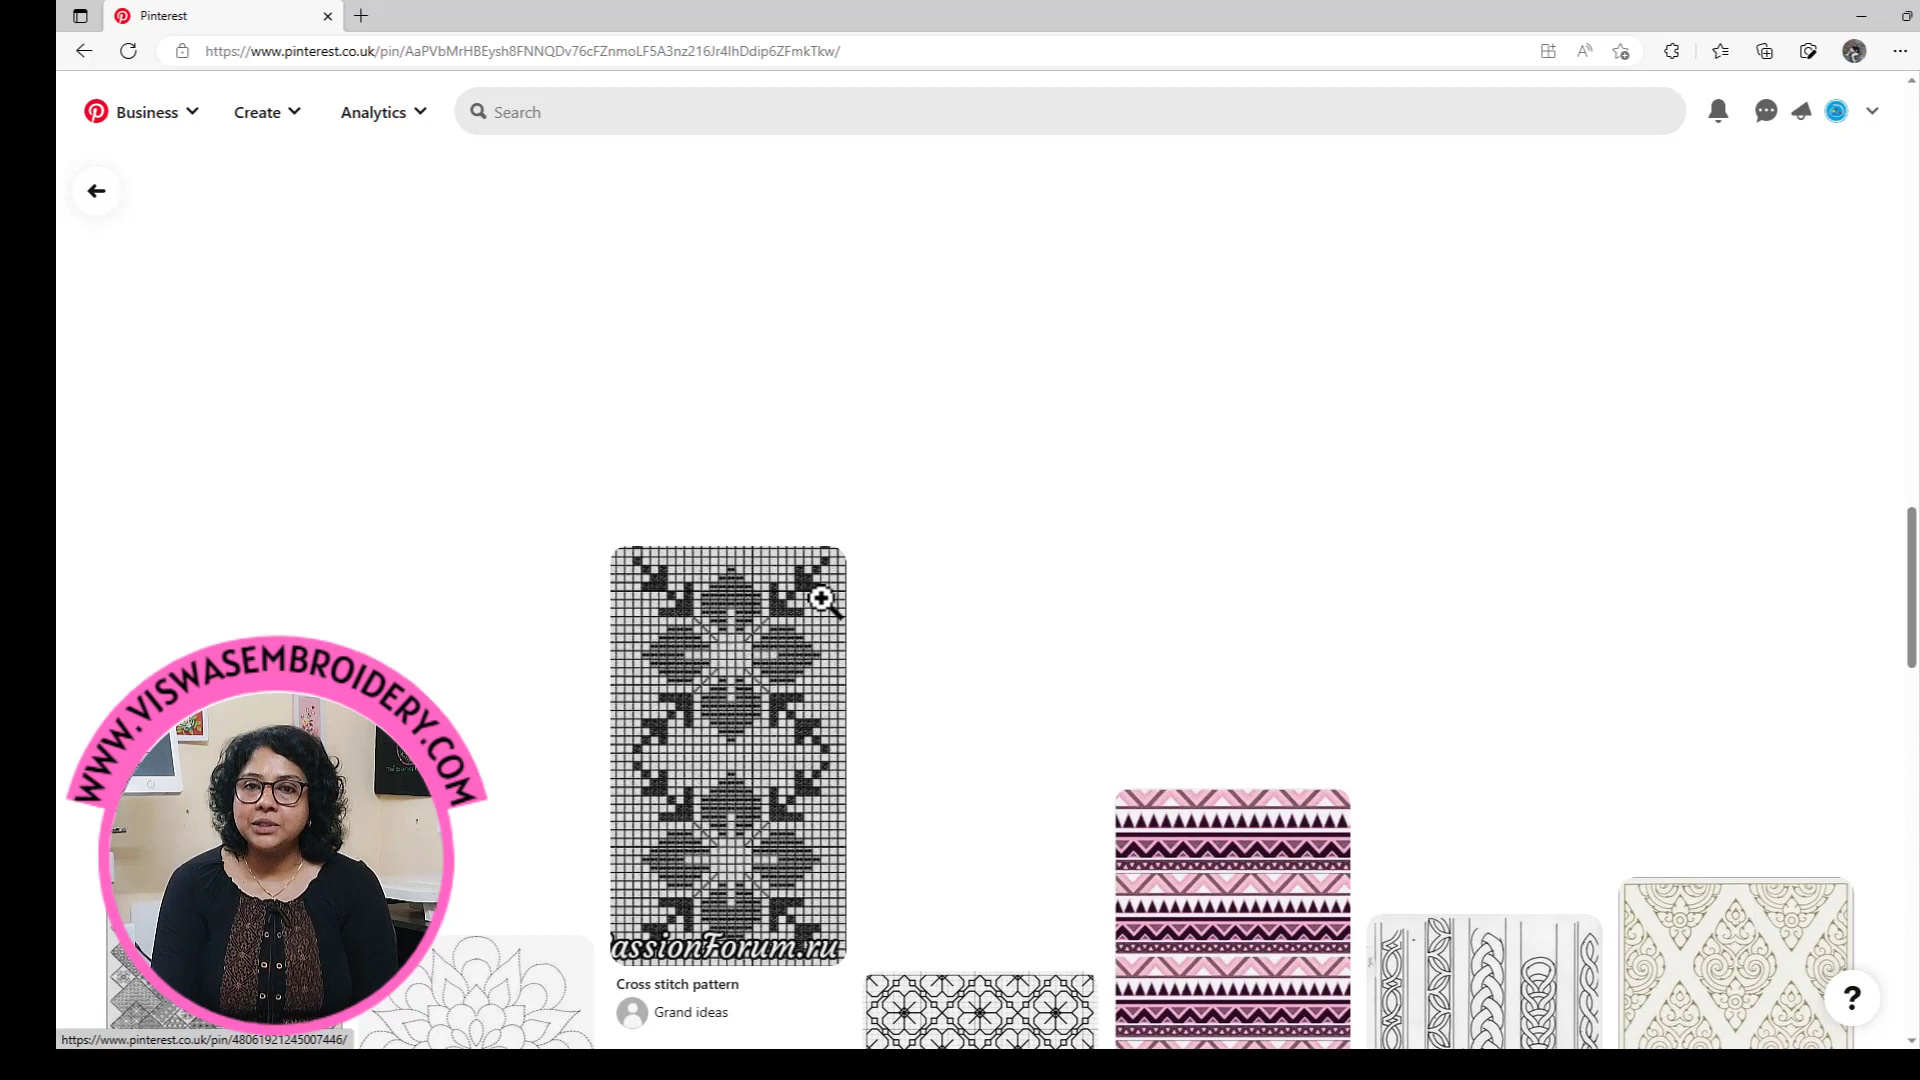 Pinterest
https://www.pinterest.co.uk/pin/AaPVbMrHBEysh8FNNQDv76cFZnmoLF5A3nz216Jr4lhDdip6ZFmkTkw/
Business
Create
Analytics
Search
WWW.VISWASEMBROIDERY.COM
assionForum.ru
Cross stitch pattern
Grand ideas
?
https://www.pinterest.co.uk/pin/48061921245007446/